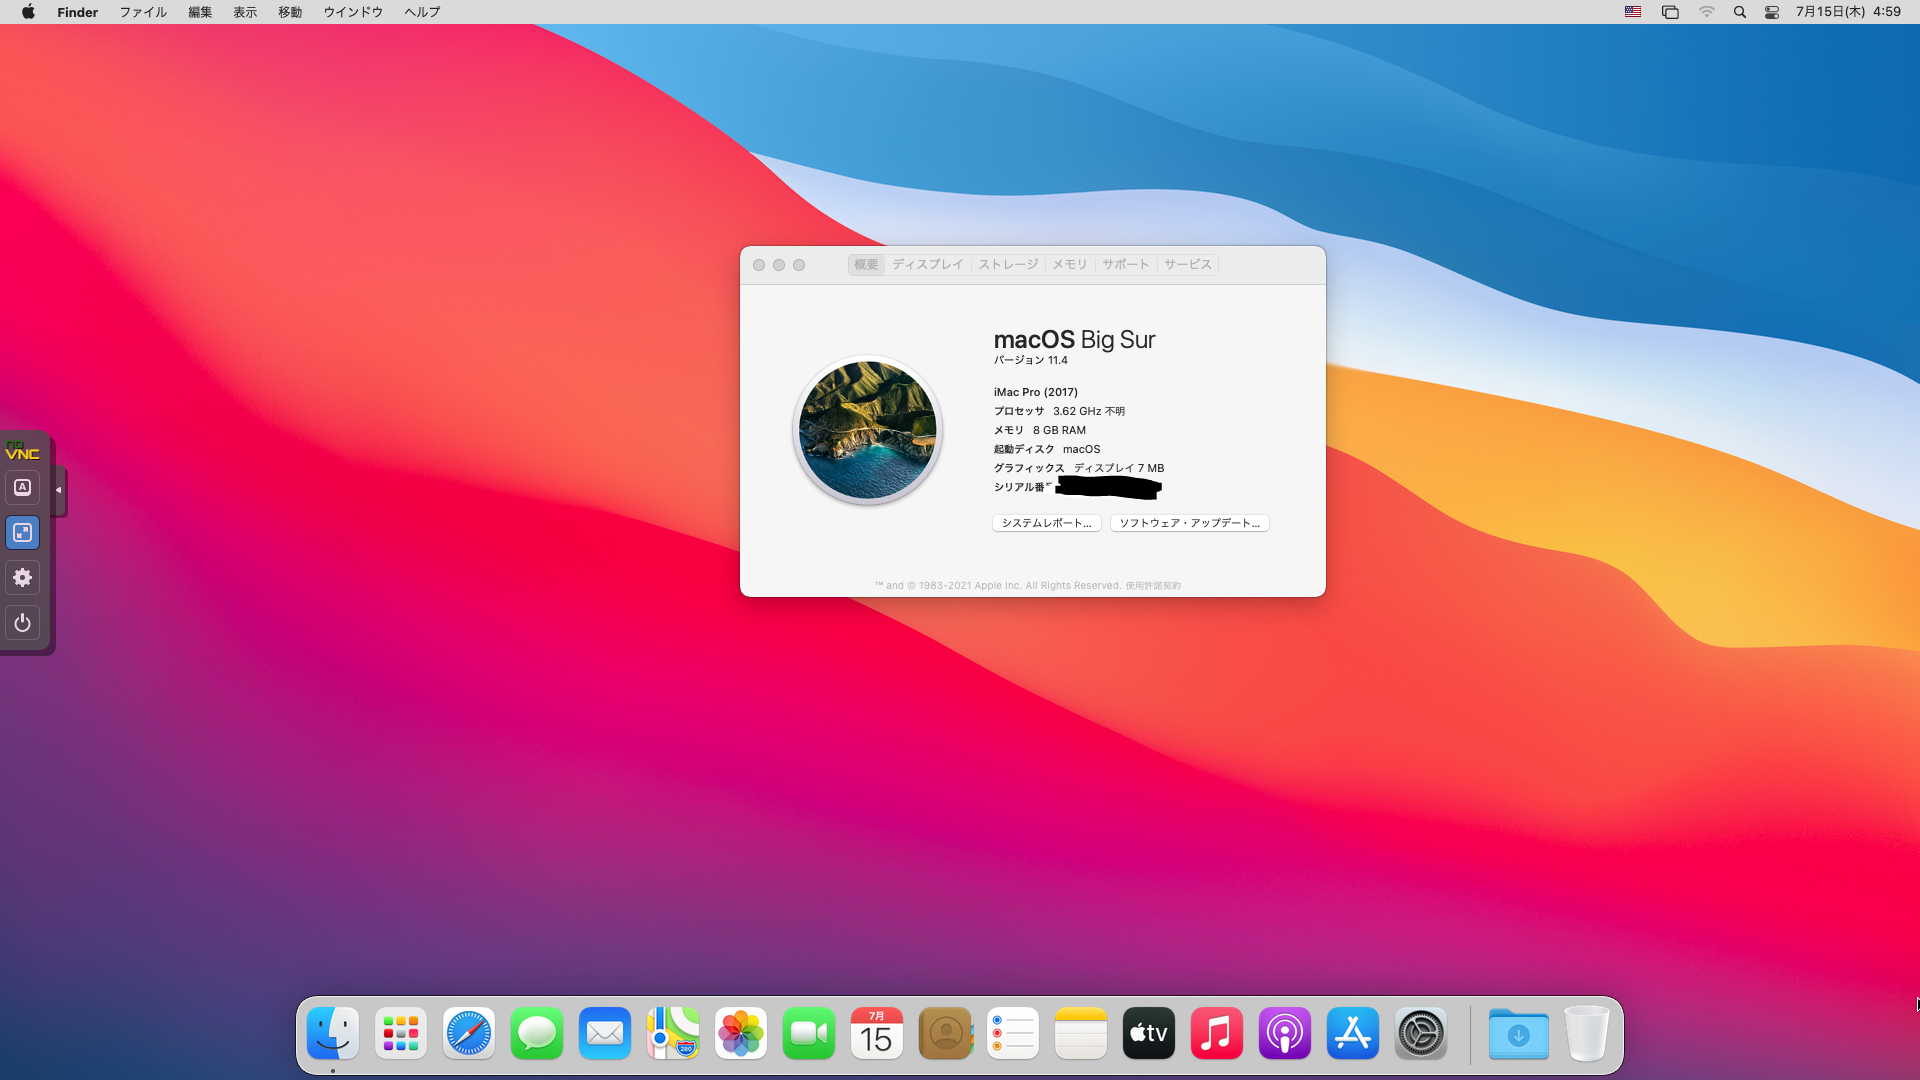 Finder ファイル 編集 表示 移動 ウインドウ ヘルプ 7月15日(木) 4:59
概要 ディスプレイ ストレージ メモリ サポート サービス
macOS Big Sur
バージョン 11.4
iMac Pro (2017)
プロセッサ 3.62 GHz 不明
メモリ 8 GB RAM
起動ディスク macOS
グラフィックス ディスプレイ 7 MB
シリアル番
システムレポート... ソフトウェア・アップデート...
™ and © 1983-2021 Apple Inc. All Rights Reserved. 使用許諾契約
no
VNC
A
280
7月
15
tv